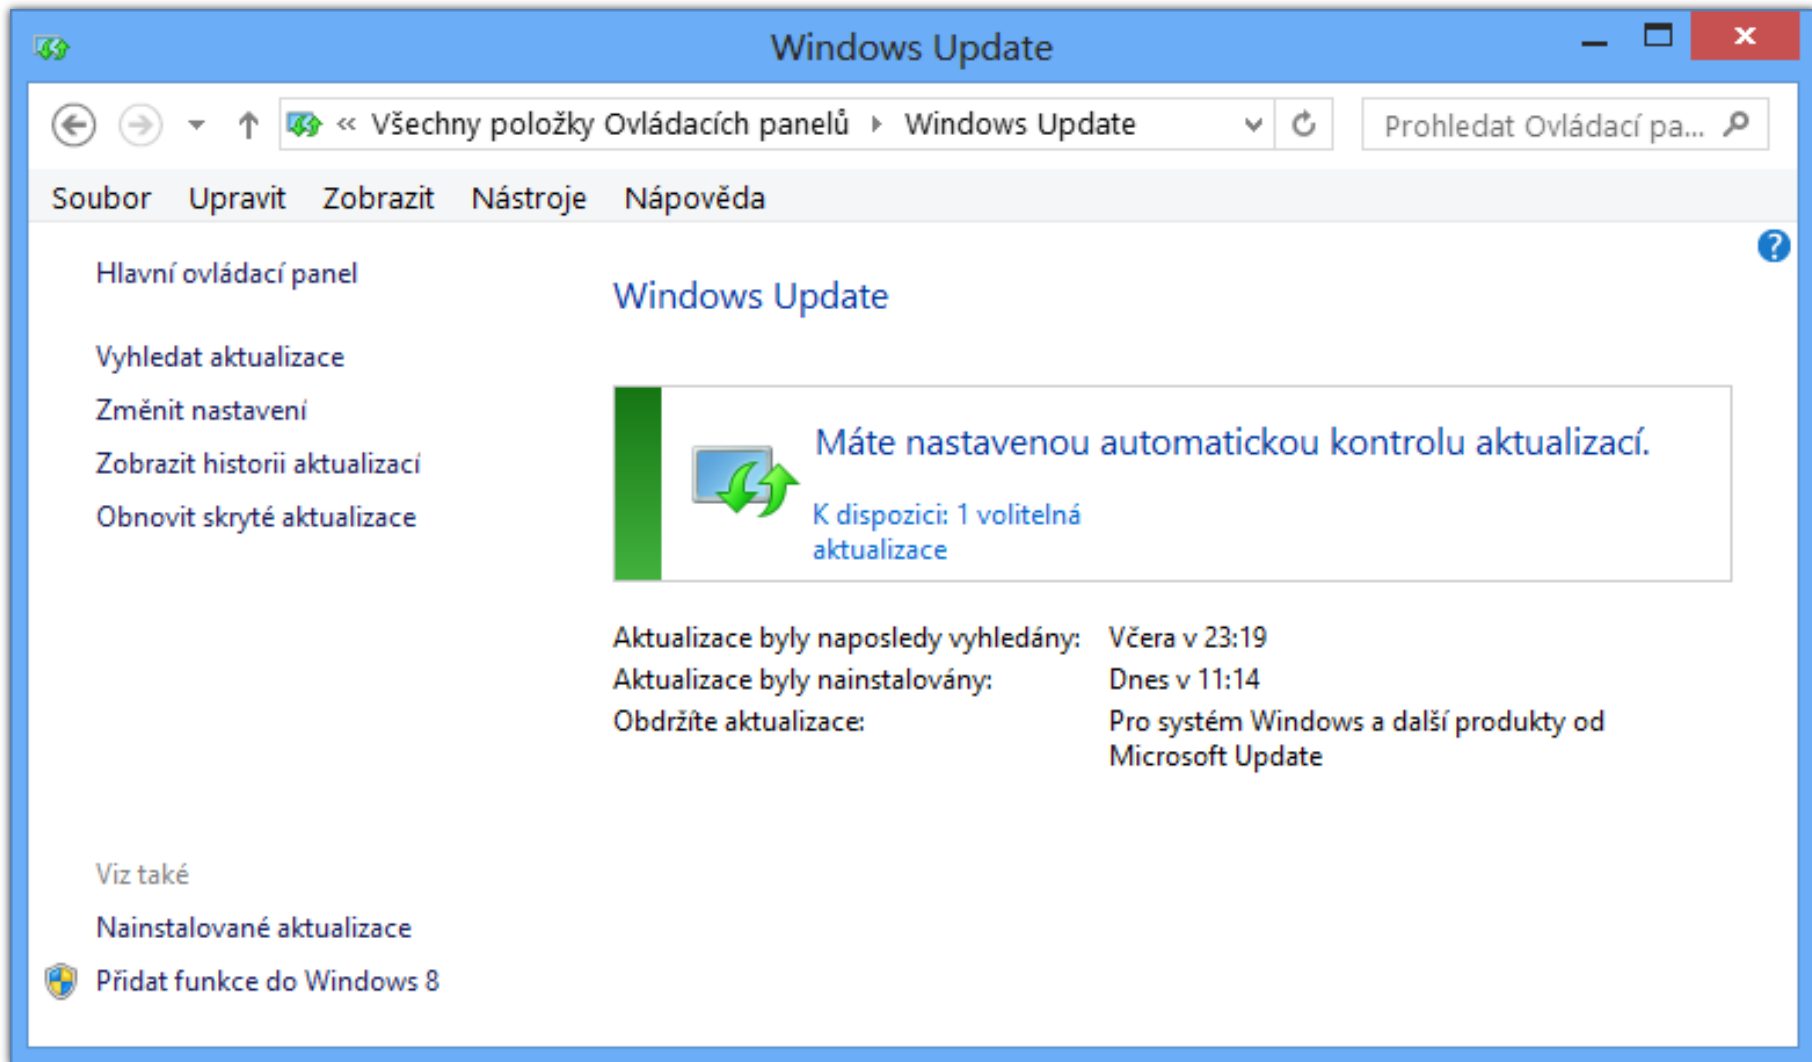 Windows Update
« Všechny položky Ovládacích panelů Windows Update
Prohledat Ovládací pa...
Soubor Upravit Zobrazit Nástroje Nápověda
Hlavní ovládací panel
Vyhledat aktualizace
Změnit nastavení
Zobrazit historii aktualizací
Obnovit skryté aktualizace
Windows Update
Máte nastavenou automatickou kontrolu aktualizací.
K dispozici: 1 volitelná
aktualizace
Aktualizace byly naposledy vyhledány: Včera v 23:19
Aktualizace byly nainstalovány: Dnes v 11:14
Obdržíte aktualizace: Pro systém Windows a další produkty od
Microsoft Update
Viz také
Nainstalované aktualizace
Přidat funkce do Windows 8